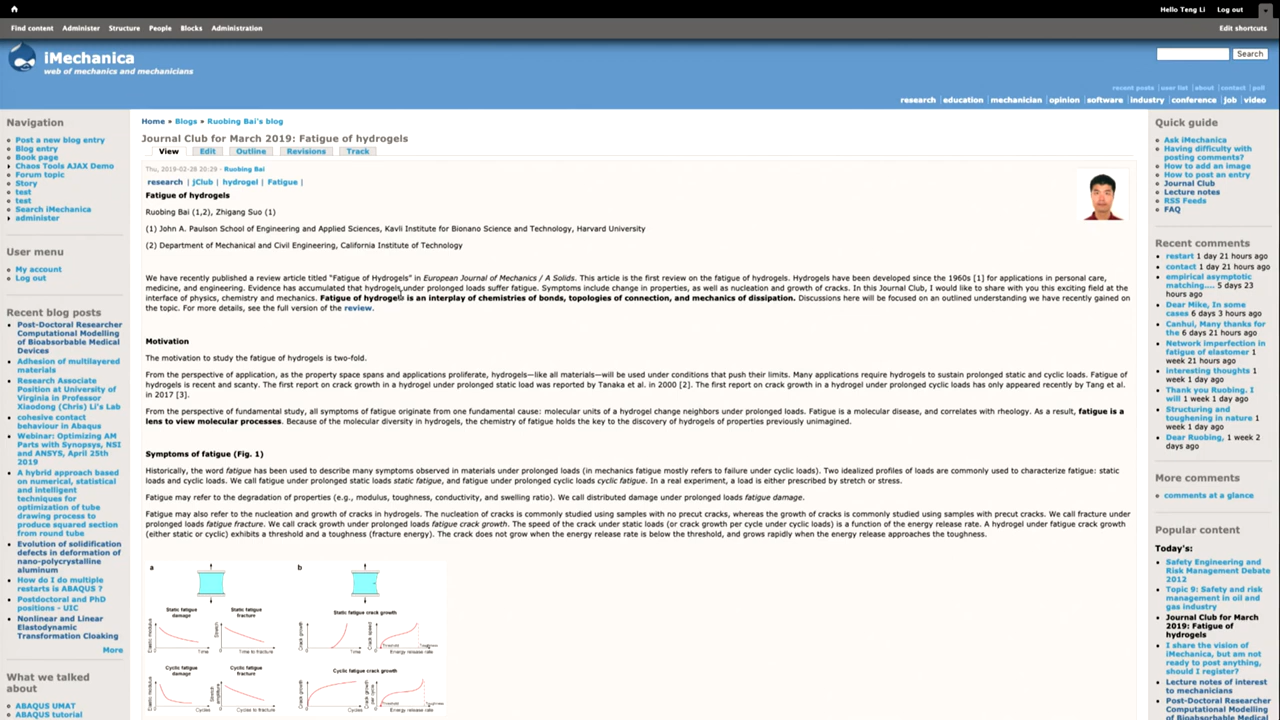 Hello Teng Li Log out
Find content Administer Structure People Blocks Administration Edit shortcuts
iMechanica
web of mechanics and mechanicians
Search
recent posts | user list | about | contact | poll
research | education | mechanician | opinion | software | industry | conference | job | video
Navigation
Post a new blog entry
Blog entry
Book page
Chaos Tools AJAX Demo
Forum topic
Story
test
test
Search iMechanica
administer
User menu
My account
Log out
Recent blog posts
Post-Doctoral Researcher
Computational Modelling
of Bioabsorbable Medical
Devices
Adhesion of multilayered
materials
Research Associate
Position at University of
Virginia in Professor
Xiaodong (Chris) Li's Lab
cohesive contact
behaviour in Abaqus
Webinar: Optimizing AM
Parts with Synopsys, NSI
and ANSYS, April 25th
2019
A hybrid approach based
on numerical, statistical
and intelligent
techniques for
optimization of tube
drawing process to
produce squared section
from round tube
Evolution of solidification
defects in deformation of
nano-polycrystalline
aluminum
How do I do multiple
restarts is ABAQUS ?
Postdoctoral and PhD
positions - UIC
Nonlinear and Linear
Elastodynamic
Transformation Cloaking
More
What we talked
about
ABAQUS UMAT
ABAQUS tutorial
Home » Blogs » Ruobing Bai's blog
Journal Club for March 2019: Fatigue of hydrogels
View Edit Outline Revisions Track
Thu, 2019-02-28 20:29 - Ruobing Bai
research | jClub | hydrogel | Fatigue |
Fatigue of hydrogels
Ruobing Bai (1,2), Zhigang Suo (1)
(1) John A. Paulson School of Engineering and Applied Sciences, Kavli Institute for Bionano Science and Technology, Harvard University
(2) Department of Mechanical and Civil Engineering, California Institute of Technology
We have recently published a review article titled "Fatigue of Hydrogels" in European Journal of Mechanics / A Solids. This article is the first review on the fatigue of hydrogels. Hydrogels have been developed since the 1960s [1] for applications in personal care,
medicine, and engineering. Evidence has accumulated that hydrogels under prolonged loads suffer fatigue. Symptoms include change in properties, as well as nucleation and growth of cracks. In this Journal Club, I would like to share with you this exciting field at the
interface of physics, chemistry and mechanics. Fatigue of hydrogels is an interplay of chemistries of bonds, topologies of connection, and mechanics of dissipation. Discussions here will be focused on an outlined understanding we have recently gained on
the topic. For more details, see the full version of the review.
Motivation
The motivation to study the fatigue of hydrogels is two-fold.
From the perspective of application, as the property space spans and applications proliferate, hydrogels—like all materials—will be used under conditions that push their limits. Many applications require hydrogels to sustain prolonged static and cyclic loads. Fatigue of
hydrogels is recent and scanty. The first report on crack growth in a hydrogel under prolonged static load was reported by Tanaka et al. in 2000 [2]. The first report on crack growth in a hydrogel under prolonged cyclic loads has only appeared recently by Tang et al.
in 2017 [3].
From the perspective of fundamental study, all symptoms of fatigue originate from one fundamental cause: molecular units of a hydrogel change neighbors under prolonged loads. Fatigue is a molecular disease, and correlates with rheology. As a result, fatigue is a
lens to view molecular processes. Because of the molecular diversity in hydrogels, the chemistry of fatigue holds the key to the discovery of hydrogels of properties previously unimagined.
Symptoms of fatigue (Fig. 1)
Historically, the word fatigue has been used to describe many symptoms observed in materials under prolonged loads (in mechanics fatigue mostly refers to failure under cyclic loads). Two idealized profiles of loads are commonly used to characterize fatigue: static
loads and cyclic loads. We call fatigue under prolonged static loads static fatigue, and fatigue under prolonged cyclic loads cyclic fatigue. In a real experiment, a load is either prescribed by stretch or stress.
Fatigue may refer to the degradation of properties (e.g., modulus, toughness, conductivity, and swelling ratio). We call distributed damage under prolonged loads fatigue damage.
Fatigue may also refer to the nucleation and growth of cracks in hydrogels. The nucleation of cracks is commonly studied using samples with no precut cracks, whereas the growth of cracks is commonly studied using samples with precut cracks. We call fracture under
prolonged loads fatigue fracture. We call crack growth under prolonged loads fatigue crack growth. The speed of the crack under static loads (or crack growth per cycle under cyclic loads) is a function of the energy release rate. A hydrogel under fatigue crack growth
(either static or cyclic) exhibits a threshold and a toughness (fracture energy). The crack does not grow when the energy release rate is below the threshold, and grows rapidly when the energy release approaches the toughness.
a b
Static fatigue
damage
Static fatigue
fracture
Static fatigue crack growth
Elastic modulus
Time
Stretch
Time to fracture
Crack growth
Time
Crack speed
Threshold
Toughness
Energy release rate
Cyclic fatigue
damage
Cyclic fatigue
fracture
Cyclic fatigue crack growth
Elastic modulus
Cycles
Stretch
Cycles to fracture
Crack growth
Cycles
Crack growth
per cycle
Threshold
Toughness
Energy release rate
Quick guide
Ask iMechanica
Having difficulty with
posting comments?
How to add an image
How to post an entry
Journal Club
Lecture notes
RSS Feeds
FAQ
Recent comments
restart 1 day 21 hours ago
contact 1 day 21 hours ago
empirical asymptotic
matching.... 5 days 23
hours ago
Dear Mike, In some
cases 6 days 3 hours ago
Canhui, Many thanks for
the 6 days 21 hours ago
Network imperfection in
fatigue of elastomer 1
week 21 hours ago
interesting thoughts 1
week 1 day ago
Thank you Ruobing. I
will 1 week 1 day ago
Structuring and
toughening in nature 1
week 1 day ago
Dear Ruobing, 1 week 2
days ago
More comments
comments at a glance
Popular content
Today's:
Safety Engineering and
Risk Management Debate
2012
Topic 9: Safety and risk
management in oil and
gas industry
Journal Club for March
2019: Fatigue of
hydrogels
I share the vision of
iMechanica, but am not
ready to post anything,
should I register?
Lecture notes of interest
to mechanicians
Post-Doctoral Researcher
Computational Modelling
of Bioabsorbable Medical